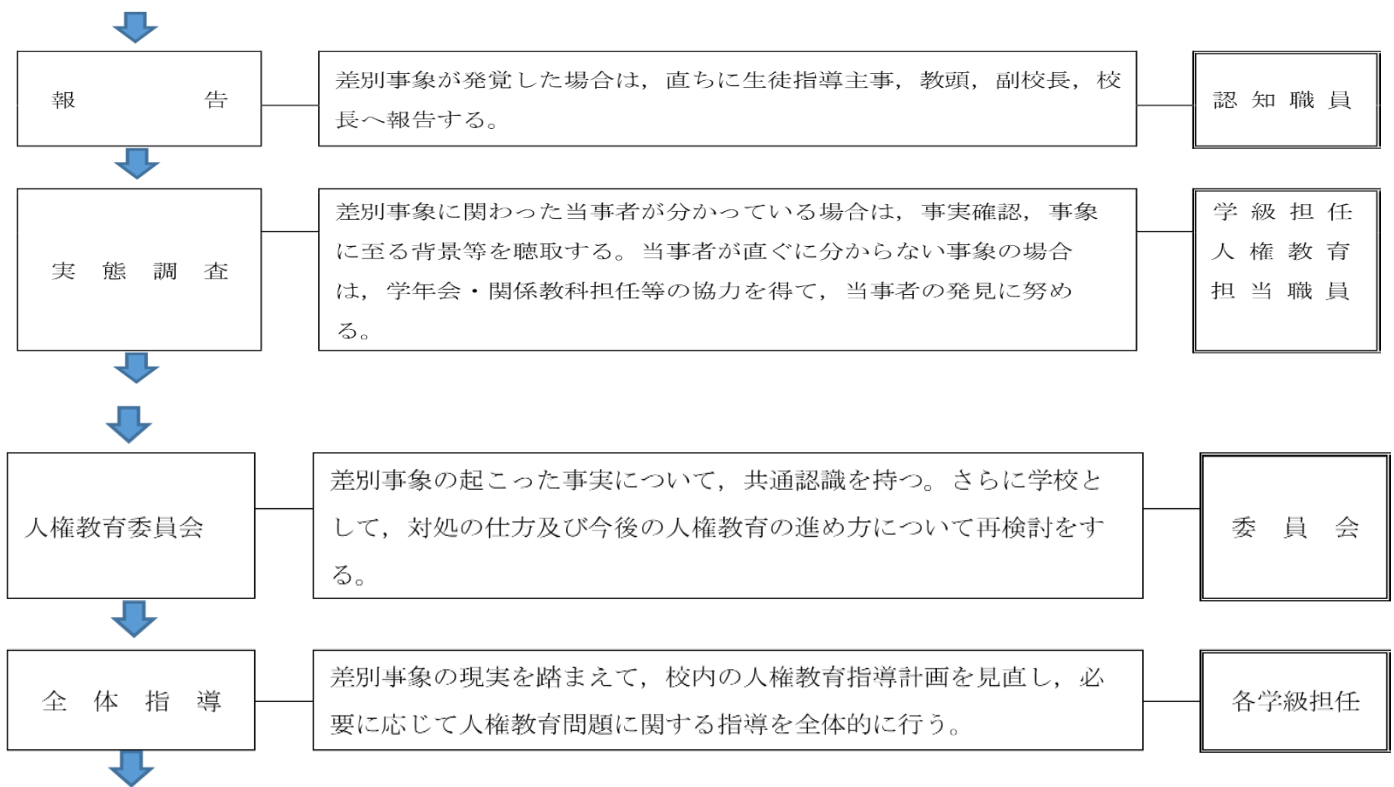 報告
差別事象が発覚した場合は，直ちに生徒指導主事，教頭，副校長，校
長へ報告する。
認知職員
実態調査
差別事象に関わった当事者が分かっている場合は，事実確認，事象
に至る背景等を聴取する。当事者が直ぐに分からない事象の場合
は，学年会・関係教科担任等の協力を得て，当事者の発見に努め
る。
学級担任
人権教育
担当職員
人権教育委員会
差別事象の起こった事実について，共通認識を持つ。さらに学校と
して，対処の仕方及び今後の人権教育の進め方について再検討をす
る。
委員会
全体指導
差別事象の現実を踏まえて，校内の人権教育指導計画を見直し，必
要に応じて人権教育問題に関する指導を全体的に行う。
各学級担任